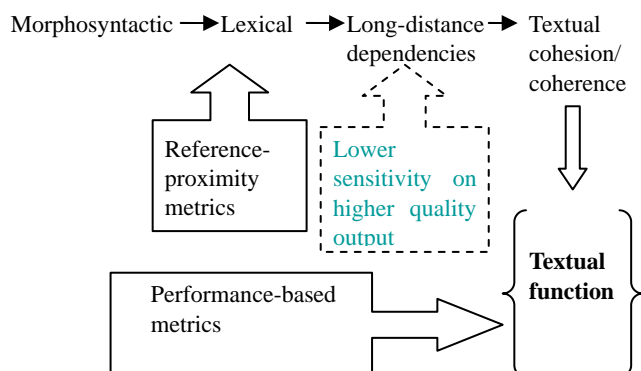 Morphosyntactic Lexical Long-distance dependencies Textual cohesion/ coherence
Reference-
proximity
metrics
Lower
sensitivity on
higher quality
output
Textual
function
Performance-based
metrics